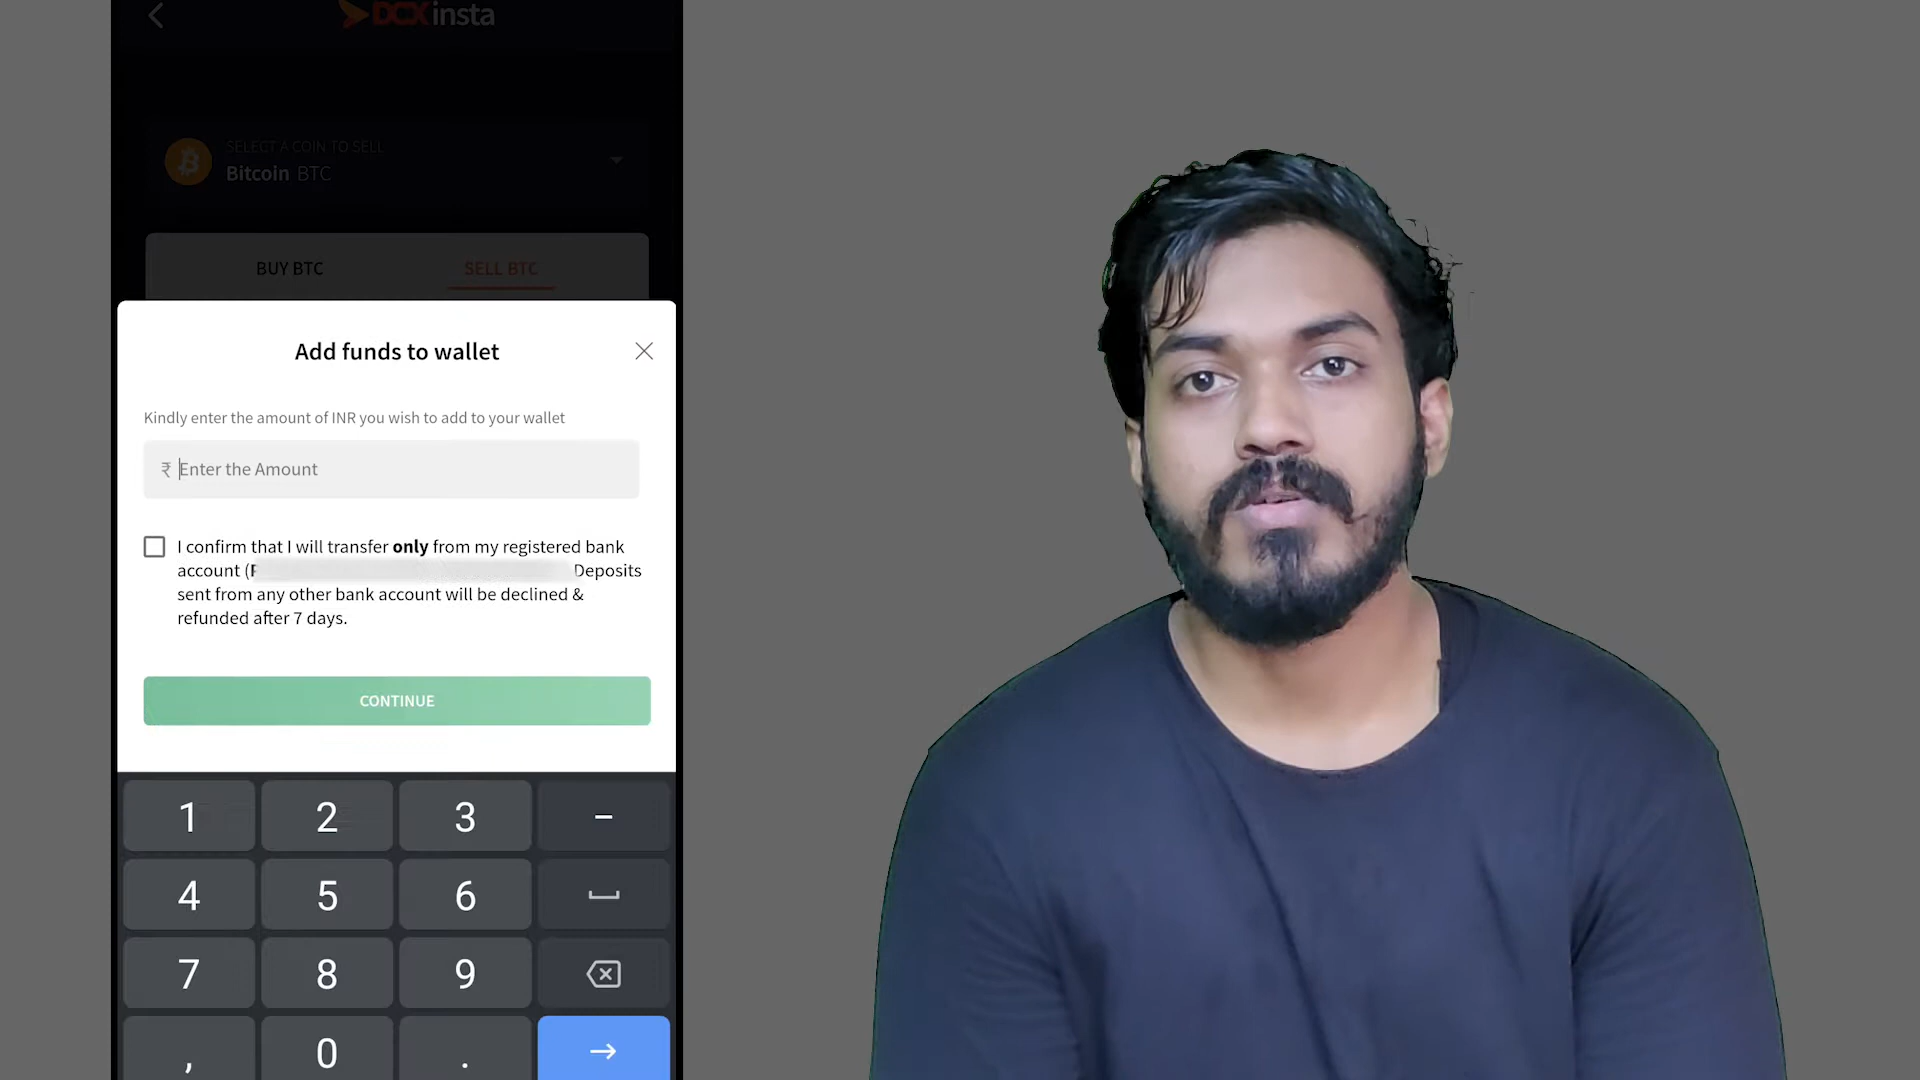 DCX insta
SELECT A COIN TO SELL
Bitcoin BTC
BUY BTC SELL BTC
Add funds to wallet
Kindly enter the amount of INR you wish to add to your wallet
₹ Enter the Amount
I confirm that I will transfer only from my registered bank
account ( Deposits
sent from any other bank account will be declined &
refunded after 7 days.
CONTINUE
1 2 3 -
4 5 6
7 8 9
, 0 . →